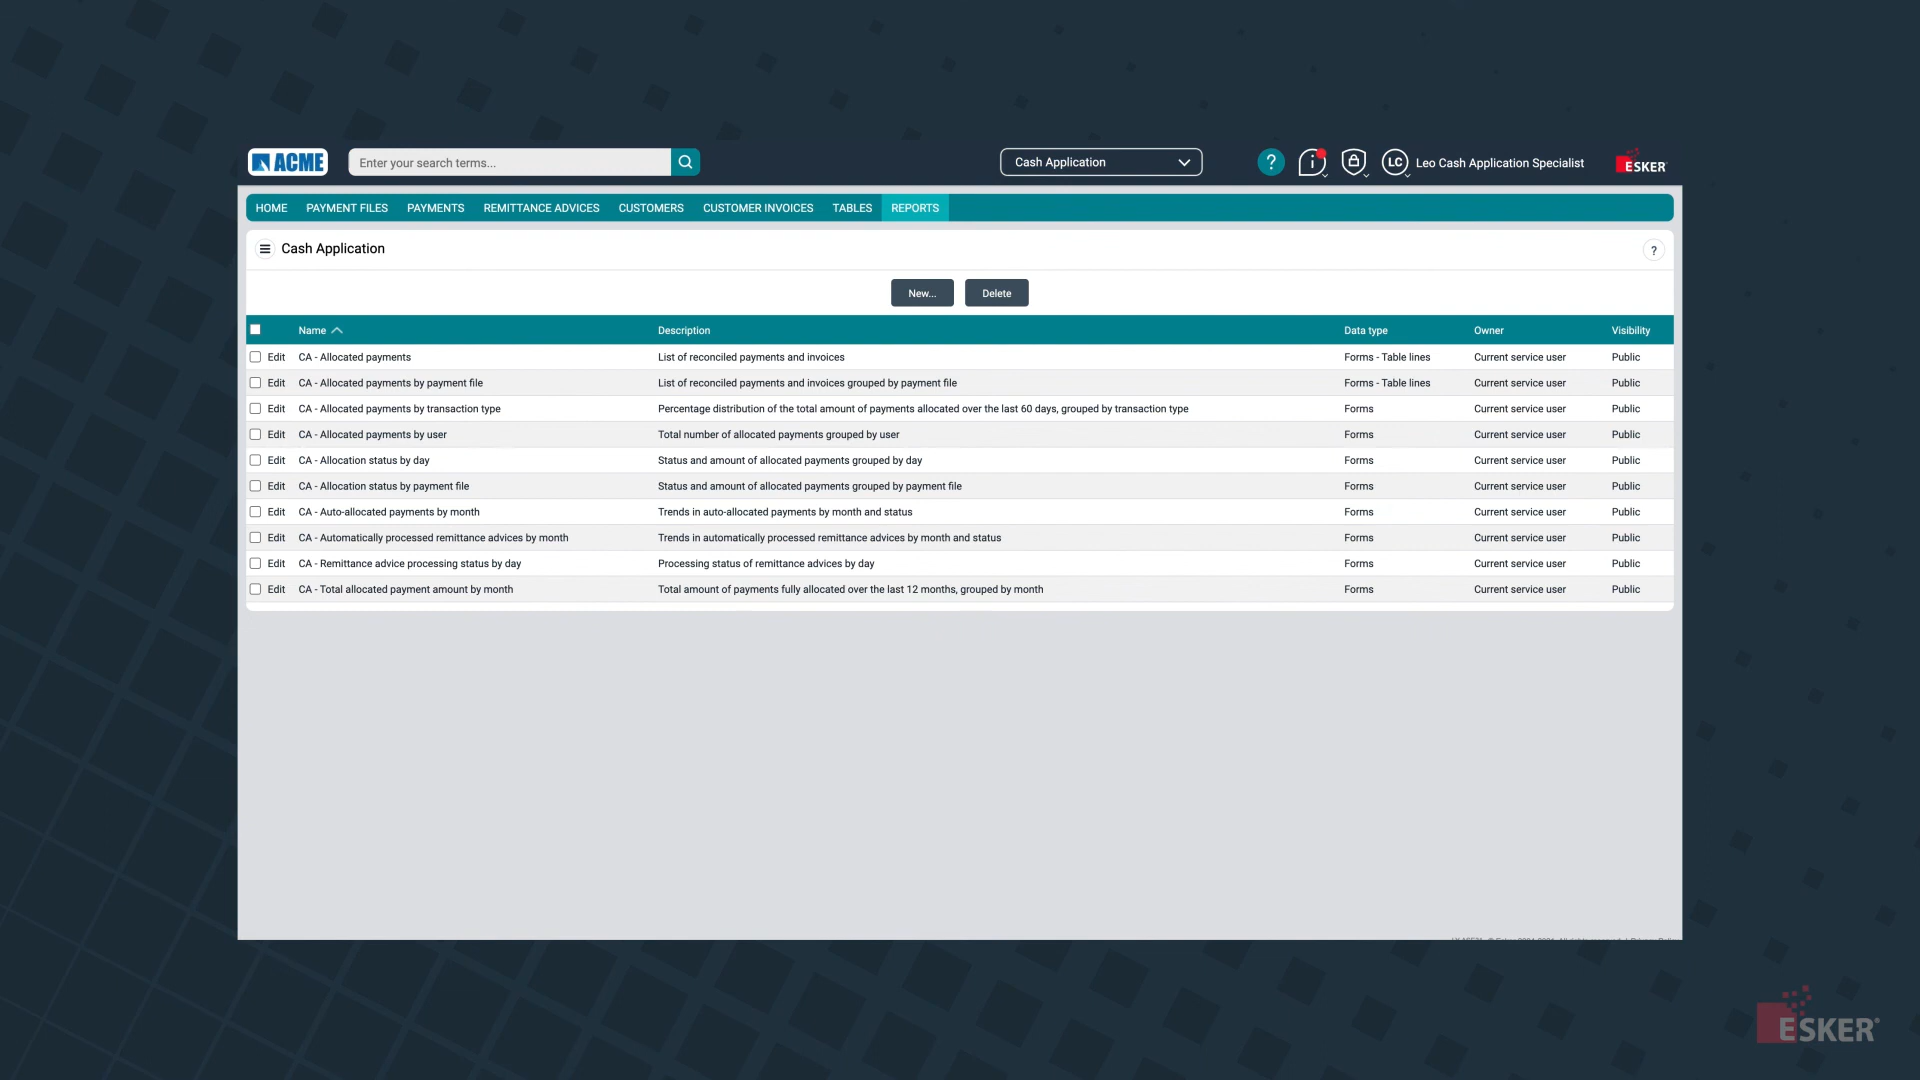 ACME Enter your search terms... Cash Application ? i LC Leo Cash Application Specialist ESKER
HOME PAYMENT FILES PAYMENTS REMITTANCE ADVICES CUSTOMERS CUSTOMER INVOICES TABLES REPORTS
Cash Application ?
New... Delete
Name Description Data type Owner Visibility
Edit CA - Allocated payments List of reconciled payments and invoices Forms - Table lines Current service user Public
Edit CA - Allocated payments by payment file List of reconciled payments and invoices grouped by payment file Forms - Table lines Current service user Public
Edit CA - Allocated payments by transaction type Percentage distribution of the total amount of payments allocated over the last 60 days, grouped by transaction type Forms Current service user Public
Edit CA - Allocated payments by user Total number of allocated payments grouped by user Forms Current service user Public
Edit CA - Allocation status by day Status and amount of allocated payments grouped by day Forms Current service user Public
Edit CA - Allocation status by payment file Status and amount of allocated payments grouped by payment file Forms Current service user Public
Edit CA - Auto-allocated payments by month Trends in auto-allocated payments by month and status Forms Current service user Public
Edit CA - Automatically processed remittance advices by month Trends in automatically processed remittance advices by month and status Forms Current service user Public
Edit CA - Remittance advice processing status by day Processing status of remittance advices by day Forms Current service user Public
Edit CA - Total allocated payment amount by month Total amount of payments fully allocated over the last 12 months, grouped by month Forms Current service user Public
ESKER